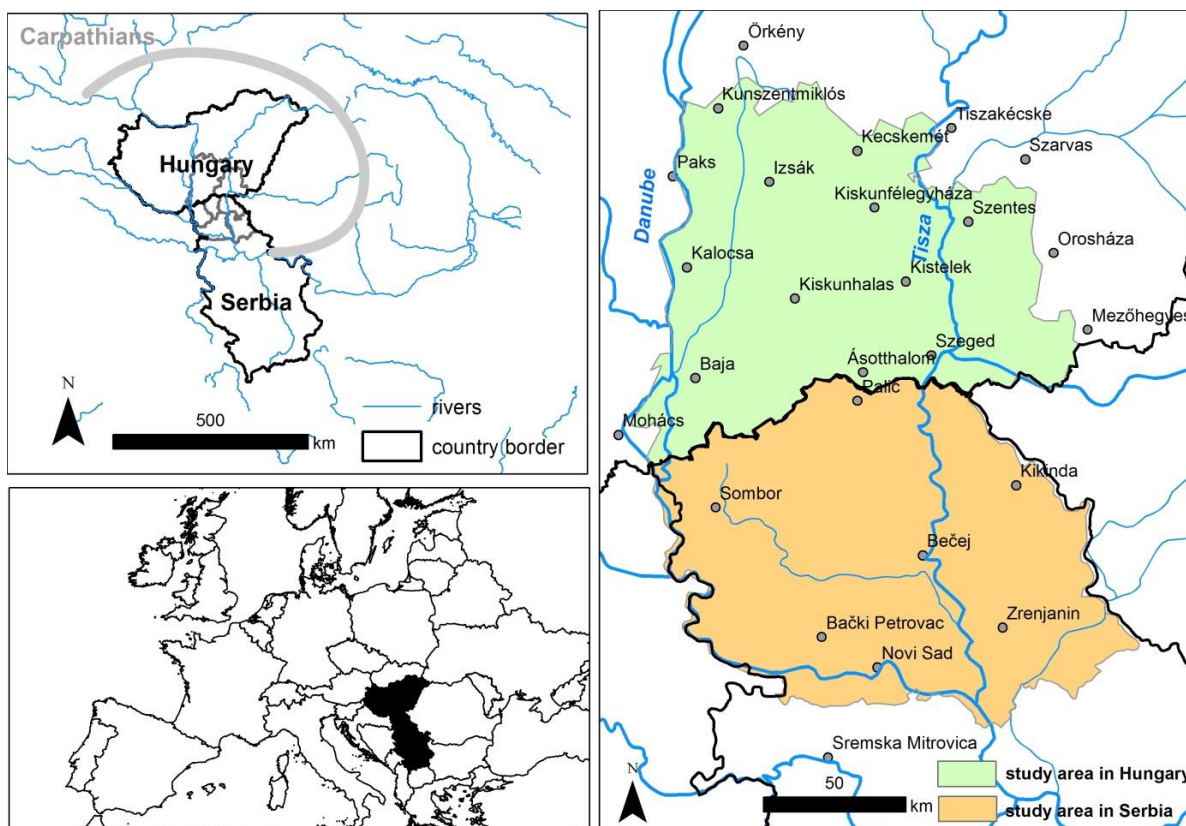 Carpathians
Hungary
Serbia
N
500
km
rivers
country border
Örkény
Kunszentmiklós
Tiszakécske
Kecskemét
Szarvas
Paks
Izsák
Kiskunfélegyháza
Szentes
Danube
Tisza
Orosháza
Kalocsa
Kistelek
Kiskunhalas
Mezőhegyes
Szeged
Ásotthalom
Baja
Palić
Mohács
Kikinda
Sombor
Bečej
Zrenjanin
Bački Petrovac
Novi Sad
Sremska Mitrovica
N
50
km
study area in Hungary
study area in Serbia